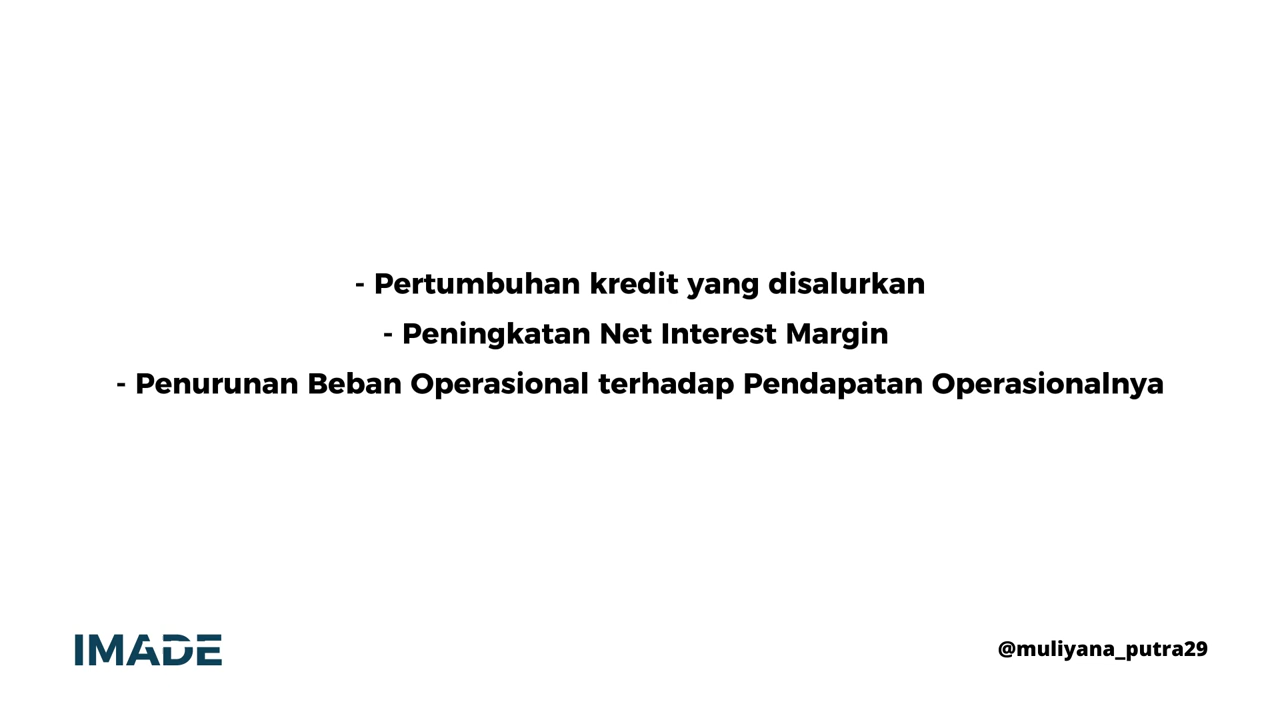 - Pertumbuhan kredit yang disalurkan
- Peningkatan Net Interest Margin
- Penurunan Beban Operasional terhadap Pendapatan Operasionalnya
IMADE
@muliyana_putra29